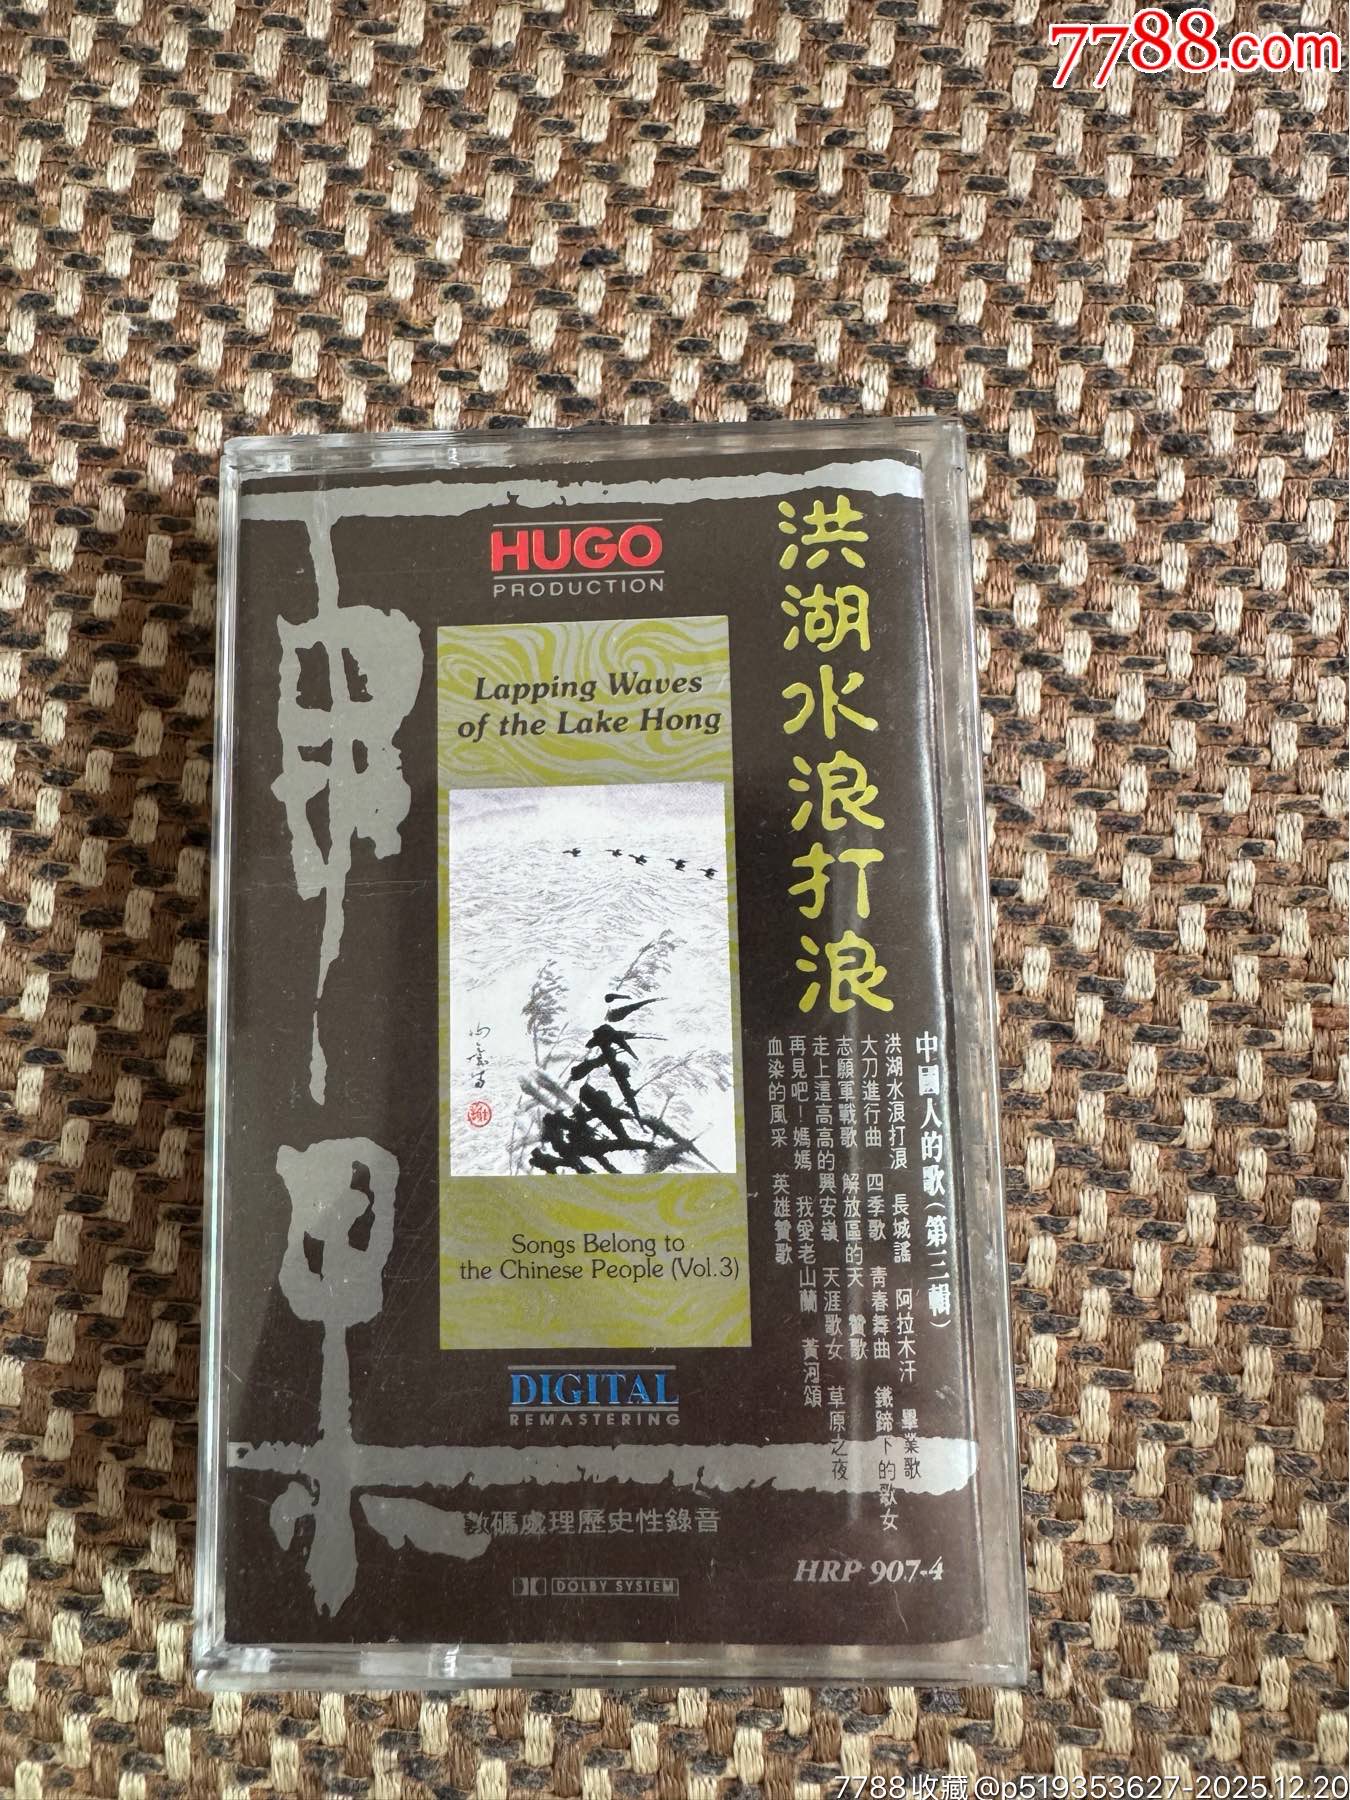 7788.com
HUGO
PRODUCTION
Lapping Waves
of the Lake Hong
Songs Belong to
the Chinese People (Vol.3)
DIGITAL
REMASTERING
數碼處理歷史性錄音
DOLBY SYSTEM
洪湖水浪打浪
中國人的歌(第三輯)
洪湖水浪打浪 長城謠 阿拉木汗 畢業歌
大刀進行曲 四季歌 青春舞曲 鐵蹄下的歌女
志願軍戰歌 解放區的天 贊歌
走上這高高的興安嶺 天涯歌女 草原之夜
再見吧!媽媽 我愛老山蘭 黃河頌
血染的風采 英雄贊歌
HRP 907-4
7788收藏@p519353627-2025.12.20